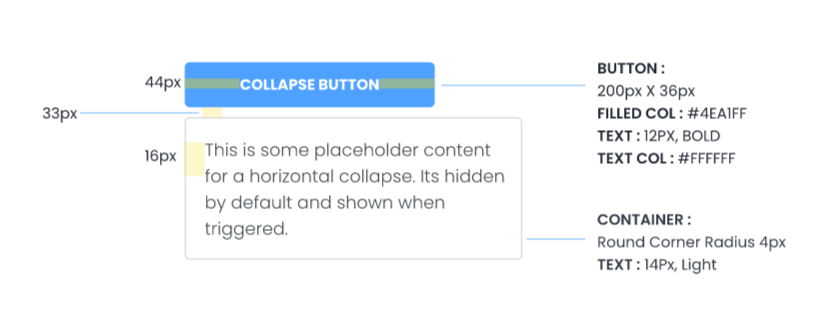 44px
COLLAPSE BUTTON
33px
16px
This is some placeholder content
for a horizontal collapse. Its hidden
by default and shown when
triggered.
BUTTON :
200px X 36px
FILLED COL : #4EA1FF
TEXT : 12PX, BOLD
TEXT COL : #FFFFFF
CONTAINER :
Round Corner Radius 4px
TEXT : 14Px, Light